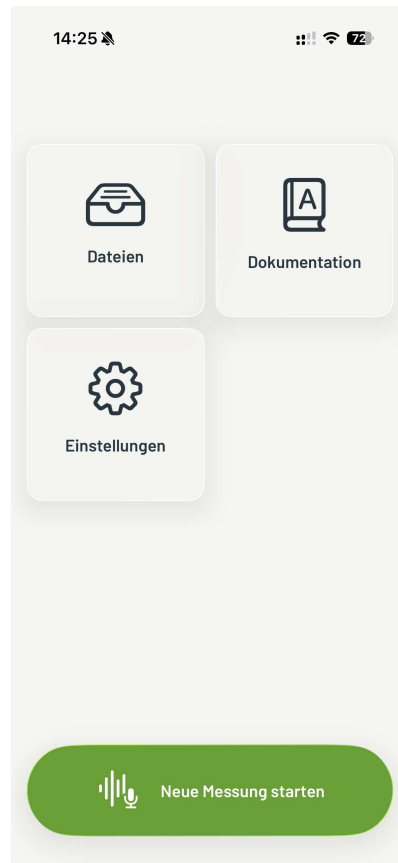 14:25
72
Dateien
A
Dokumentation
Einstellungen
Neue Messung starten